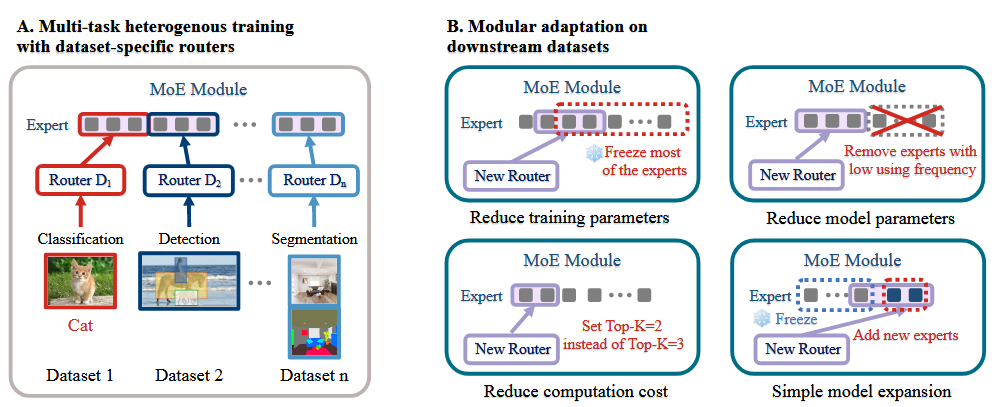 A. Multi-task heterogenous training
with dataset-specific routers
MoE Module
Expert
Router D1
Router D2
Router Dn
Classification
Detection
Segmentation
Cat
Dataset 1
Dataset 2
Dataset n
B. Modular adaptation on
downstream datasets
MoE Module
Expert
Freeze most
of the experts
New Router
Reduce training parameters
MoE Module
Expert
Remove experts with
low using frequency
New Router
Reduce model parameters
MoE Module
Expert
Set Top-K=2
instead of Top-K=3
New Router
Reduce computation cost
MoE Module
Expert
Freeze
Add new experts
New Router
Simple model expansion